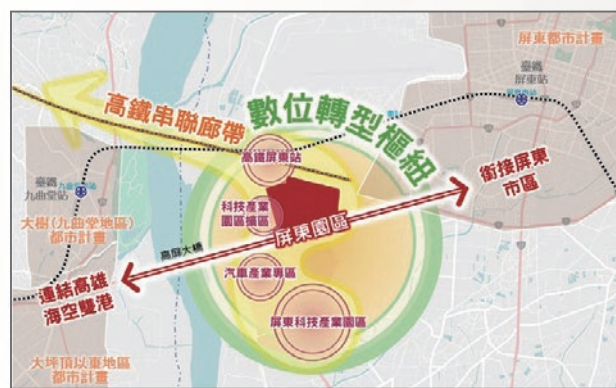 屏東都市計畫
臺鐵
屏東站
高鐵串聯廊帶
數位轉型樞紐
高鐵屏東站
臺鐵
九曲堂站
銜接屏東
市區
科技產業
園區擴區
屏東園區
大樹(九曲堂地區)
都市計畫
高屏大橋
汽車產業專區
連結高雄
海空雙港
屏東科技產業園區
大坪頂以東地區
都市計畫